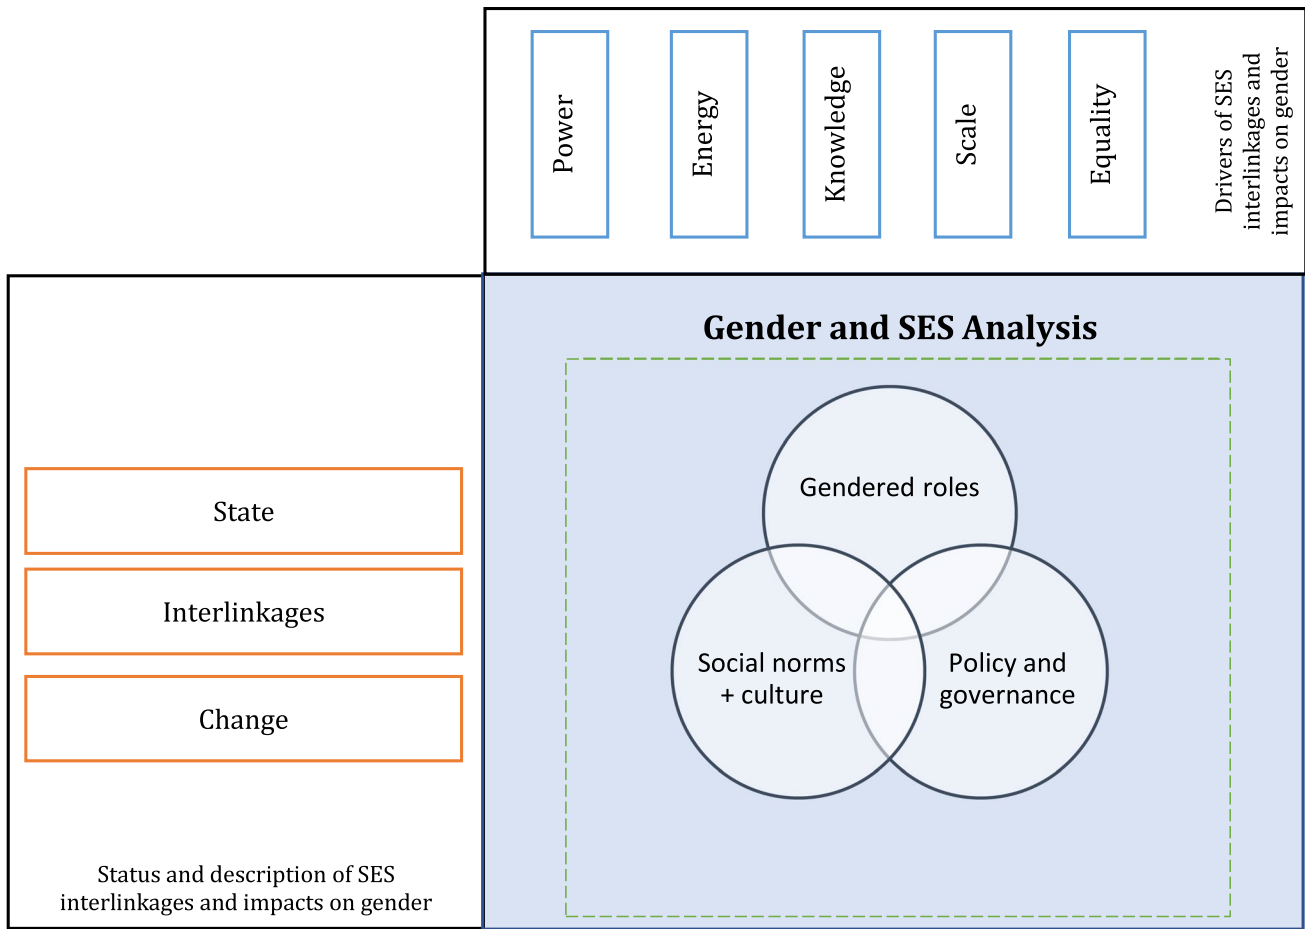 Power
Energy
Knowledge
Scale
Equality
Drivers of SES
interlinkages and
impacts on gender
Gender and SES Analysis
Gendered roles
Social norms
+ culture
Policy and
governance
State
Interlinkages
Change
Status and description of SES
interlinkages and impacts on gender